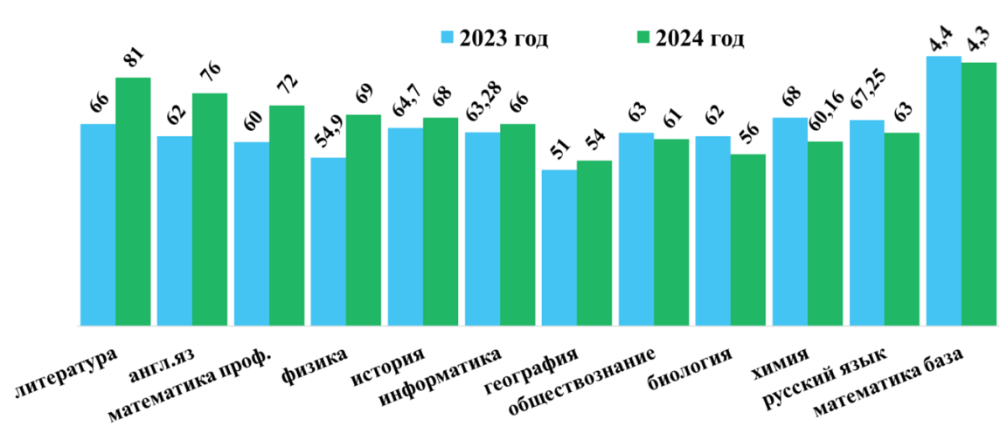 2023 год 2024 год
66 81 62 76 60 72 54,9 69 64,7 68 63,28 66 51 54 63 61 62 56 68 60,16 67,25 63 4,4 4,3
литература
англ.яз
математика проф.
физика
история
информатика
география
обществознание
биология
химия
русский язык
математика база